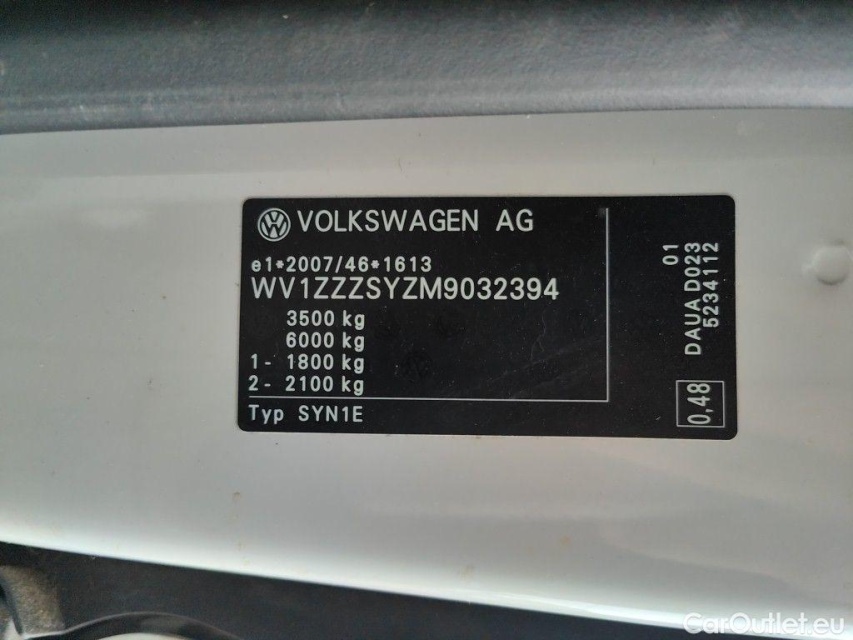 VOLKSWAGEN AG
e1*2007/46*1613
WV1ZZZSYZM9032394
3500 kg
6000 kg
1- 1800 kg
2- 2100 kg
Typ SYN1E
01
DAUA D023
5234112
0,48
CarOutlet.eu